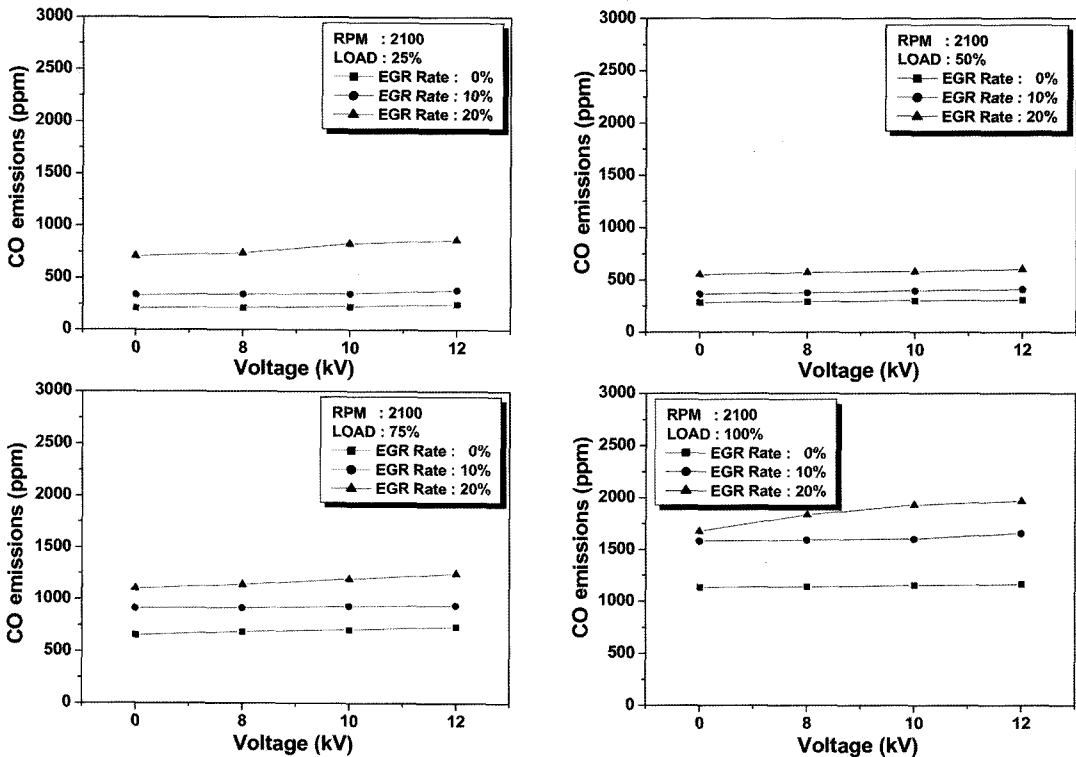 3000
2500
2000
1500
1000
500
0
CO emissions (ppm)
RPM : 2100
LOAD : 25%
EGR Rate : 0%
EGR Rate : 10%
EGR Rate : 20%
0 8 10 12
Voltage (kV)
3000
2500
2000
1500
1000
500
0
CO emissions (ppm)
RPM : 2100
LOAD : 50%
EGR Rate : 0%
EGR Rate : 10%
EGR Rate : 20%
0 8 10 12
Voltage (kV)
3000
2500
2000
1500
1000
500
0
CO emissions (ppm)
RPM : 2100
LOAD : 75%
EGR Rate : 0%
EGR Rate : 10%
EGR Rate : 20%
0 8 10 12
Voltage (kV)
3000
2500
2000
1500
1000
500
0
CO emissions (ppm)
RPM : 2100
LOAD : 100%
EGR Rate : 0%
EGR Rate : 10%
EGR Rate : 20%
0 8 10 12
Voltage (kV)